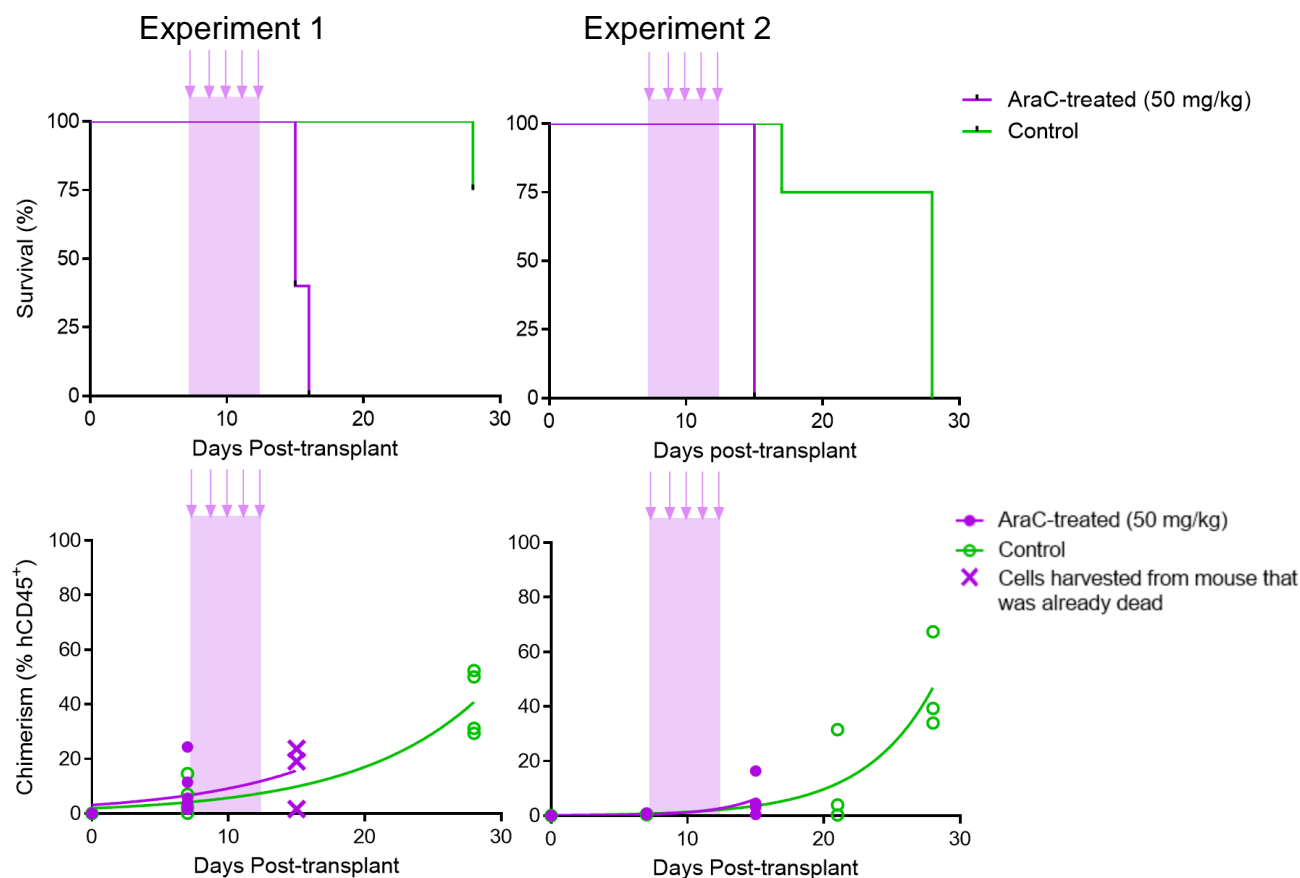 Experiment 1
Experiment 2
AraC-treated (50 mg/kg)
Control
Survival (%)
100
75
50
25
0
0
10
20
30
Days Post-transplant
100
75
50
25
0
0
10
20
30
Days post-transplant
AraC-treated (50 mg/kg)
Control
Cells harvested from mouse that
was already dead
Chimerism (% hCD45+)
100
80
60
40
20
0
0
10
20
30
Days Post-transplant
100
80
60
40
20
0
0
10
20
30
Days Post-transplant